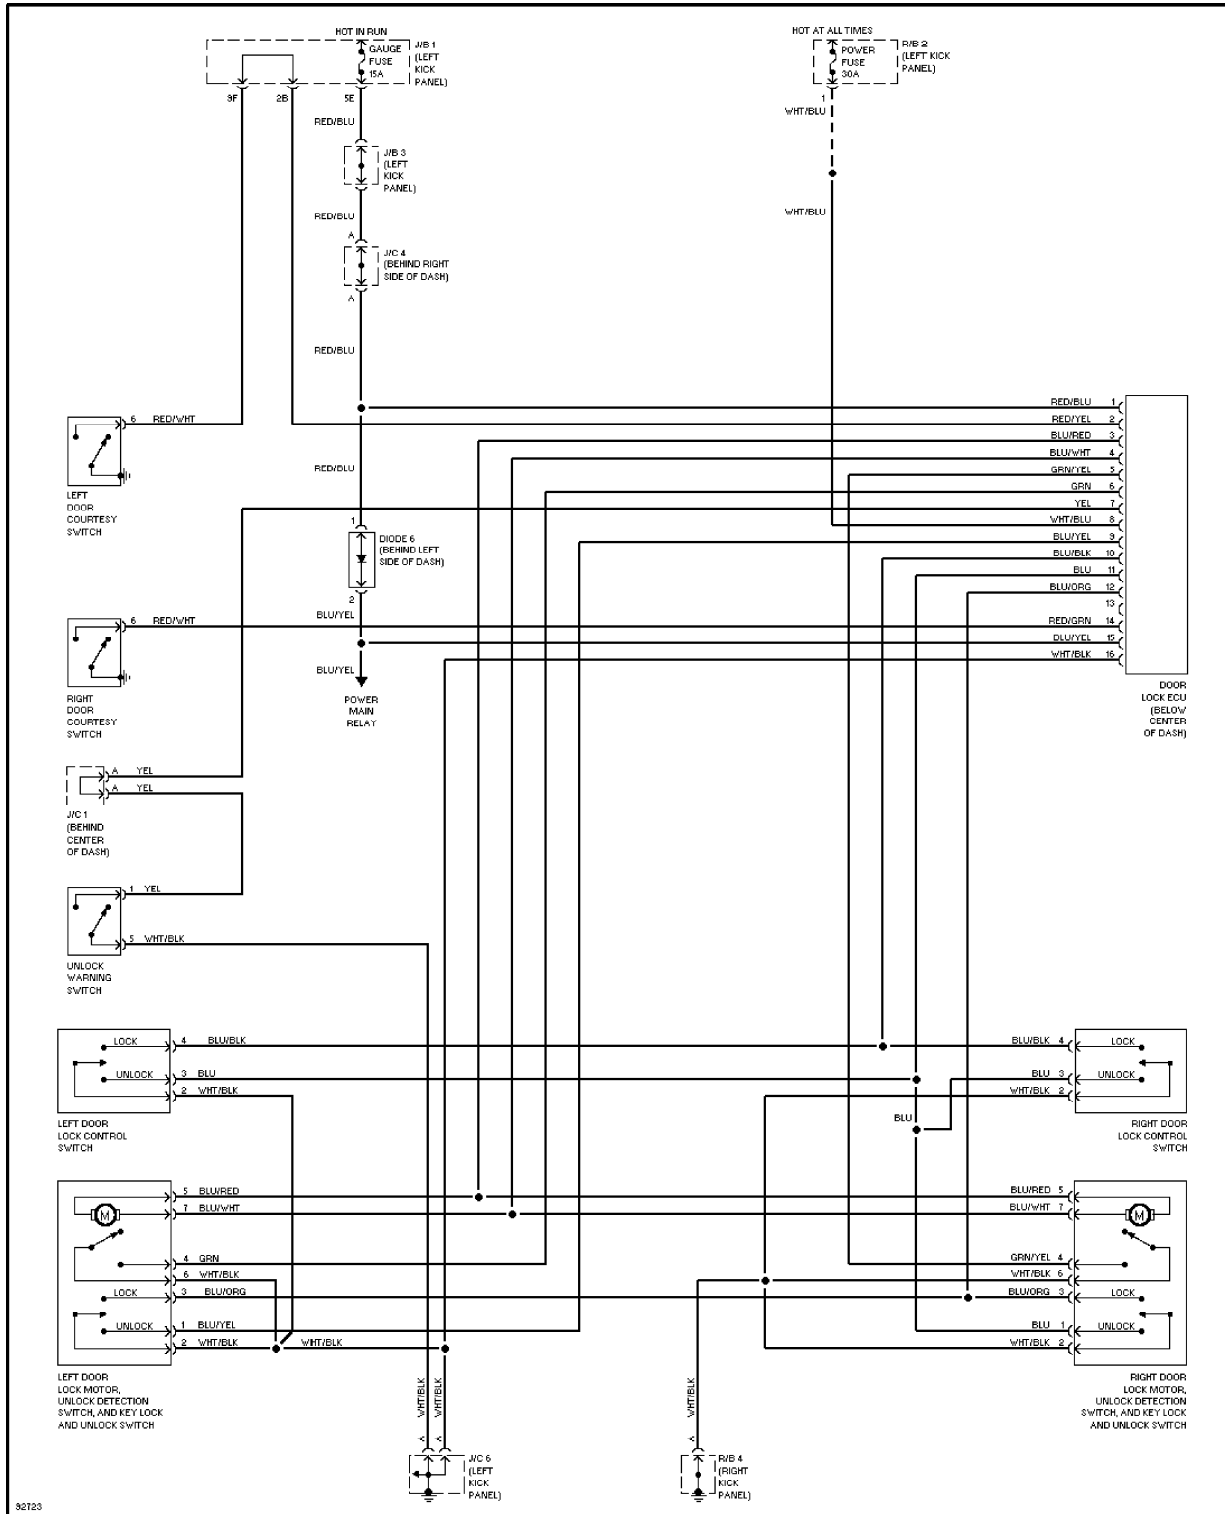 HOT IN RUN
GAUGE
FUSE
15A
J/B 1
(LEFT
KICK
PANEL)
9F
2B
5E
HOT AT ALL TIMES
POWER
FUSE
30A
R/B 2
(LEFT KICK
PANEL)
1
WHT/BLU
RED/BLU
J/B 3
(LEFT
KICK
PANEL)
RED/BLU
WHT/BLU
A
J/C 4
(BEHIND RIGHT
SIDE OF DASH)
A
RED/BLU
6 RED/WHT
LEFT
DOOR
COURTESY
SWITCH
RED/BLU
1
DIODE 6
(BEHIND LEFT
SIDE OF DASH)
2
BLU/YEL
BLU/YEL
POWER
MAIN
RELAY
RED/BLU 1
RED/YEL 2
BLU/RED 3
BLU/WHT 4
GRN/YEL 5
GRN 6
YEL 7
WHT/BLU 8
BLU/YEL 9
BLU/BLK 10
BLU 11
BLU/ORG 12
13
RED/GRN 14
BLU/YEL 15
WHT/BLK 16
DOOR
LOCK ECU
(BELOW
CENTER
OF DASH)
6 RED/WHT
RIGHT
DOOR
COURTESY
SWITCH
A YEL
A YEL
J/C 1
(BEHIND
CENTER
OF DASH)
1 YEL
5 WHT/BLK
UNLOCK
WARNING
SWITCH
LOCK 4 BLU/BLK
UNLOCK 3 BLU
2 WHT/BLK
LEFT DOOR
LOCK CONTROL
SWITCH
BLU/BLK 4 LOCK
BLU 3 UNLOCK
WHT/BLK 2
BLU
RIGHT DOOR
LOCK CONTROL
SWITCH
5 BLU/RED
M 7 BLU/WHT
4 GRN
6 WHT/BLK
LOCK 3 BLU/ORG
UNLOCK 1 BLU/YEL
2 WHT/BLK WHT/BLK
LEFT DOOR
LOCK MOTOR,
UNLOCK DETECTION
SWITCH, AND KEY LOCK
AND UNLOCK SWITCH
BLU/RED 5
BLU/WHT 7 M
GRN/YEL 4
WHT/BLK 6
BLU/ORG 3 LOCK
BLU 1 UNLOCK
WHT/BLK 2
RIGHT DOOR
LOCK MOTOR,
UNLOCK DETECTION
SWITCH, AND KEY LOCK
AND UNLOCK SWITCH
WHT/BLK
WHT/BLK
WHT/BLK
A
A
A
J/C 6
(LEFT
KICK
PANEL)
R/B 4
(RIGHT
KICK
PANEL)
92723